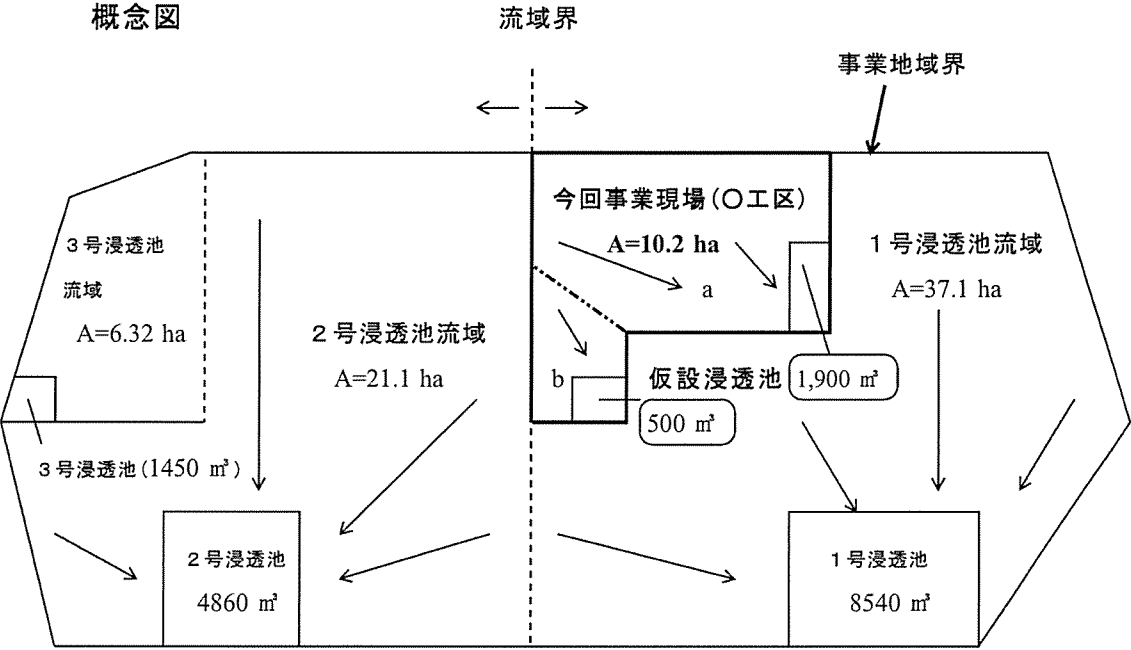 概念図
流域界
事業地域界
今回事業現場（〇工区）
A=10.2 ha
a
３号浸透池
流域
A=6.32 ha
１号浸透池流域
A=37.1 ha
２号浸透池流域
A=21.1 ha
b
仮設浸透池
1,900 ㎥
500 ㎥
３号浸透池（1450 ㎥）
２号浸透池
4860 ㎥
１号浸透池
8540 ㎥